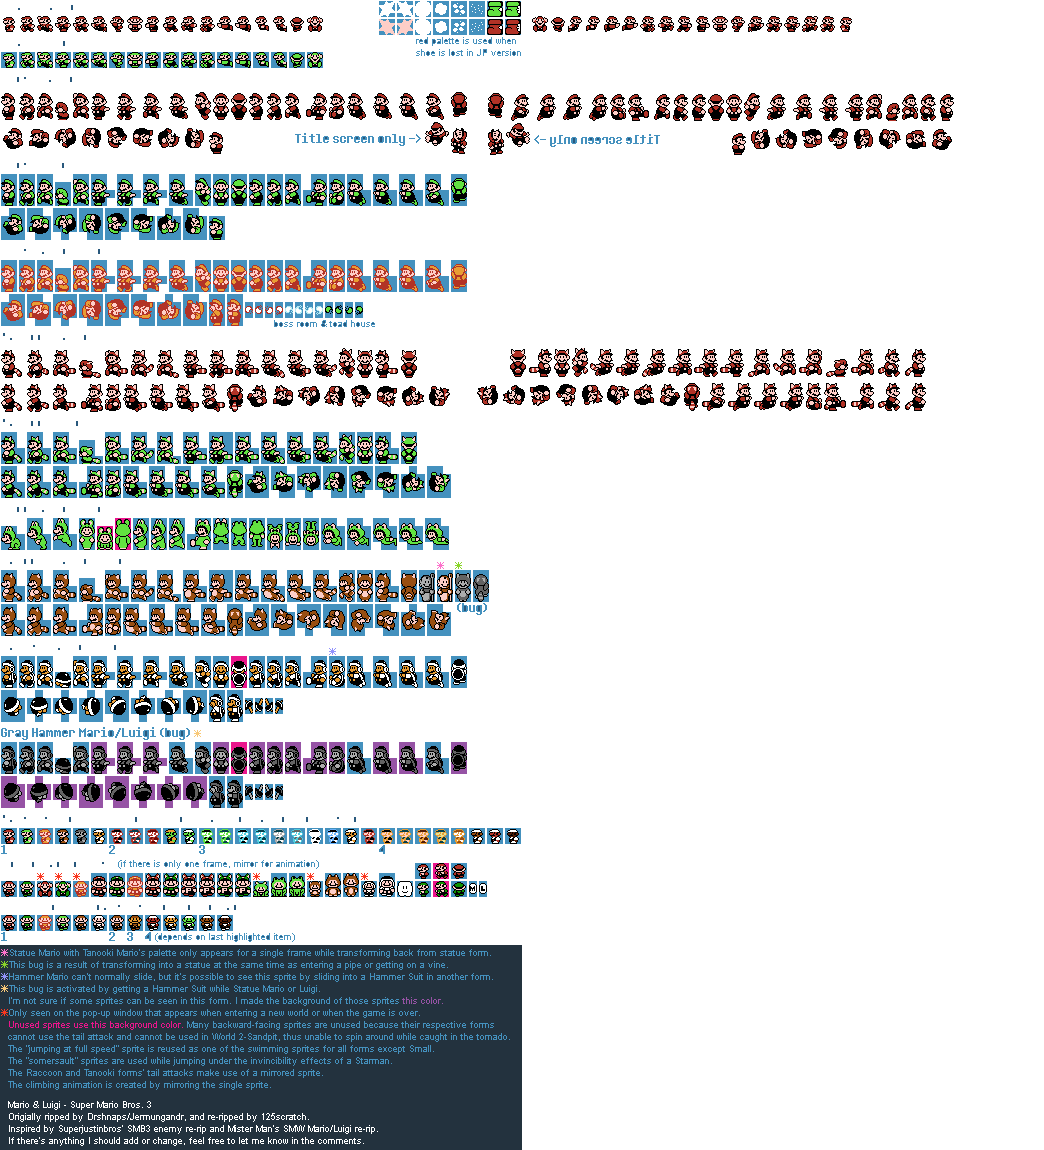 red palette is used when
shoe is lost in JP version
Title screen only ->
<- Title screen only
boss room & toad house
(bug)
Gray Hammer Mario/Luigi (bug)
1 2 3 4
(if there is only one frame, mirror for animation)
M L
1 2 3 4 (depends on last highlighted item)
*Statue Mario with Tanooki Mario's palette only appears for a single frame while transforming back from statue form.
*This bug is a result of transforming into a statue at the same time as entering a pipe or getting on a vine.
*Hammer Mario can't normally slide, but it's possible to see this sprite by sliding into a Hammer Suit in another form.
*This bug is activated by getting a Hammer Suit while Statue Mario or Luigi.
I'm not sure if some sprites can be seen in this form. I made the background of those sprites this color.
*Only seen on the pop-up window that appears when entering a new world or when the game is over.
Unused sprites use this background color. Many backward-facing sprites are unused because their respective forms
cannot use the tail attack and cannot be used in World 2-Sandpit, thus unable to spin around while caught in the tornado.
The "jumping at full speed" sprite is reused as one of the swimming sprites for all forms except Small.
The "somersault" sprites are used while jumping under the invincibility effects of a Starman.
The Raccoon and Tanooki forms' tail attacks make use of a mirrored sprite.
The climbing animation is created by mirroring the single sprite.
Mario & Luigi - Super Mario Bros. 3
Origially ripped by Drshnaps/Jermungandr, and re-ripped by 125scratch.
Inspired by Superjustinbros' SMB3 enemy re-rip and Mister Man's SMW Mario/Luigi re-rip.
If there's anything I should add or change, feel free to let me know in the comments.